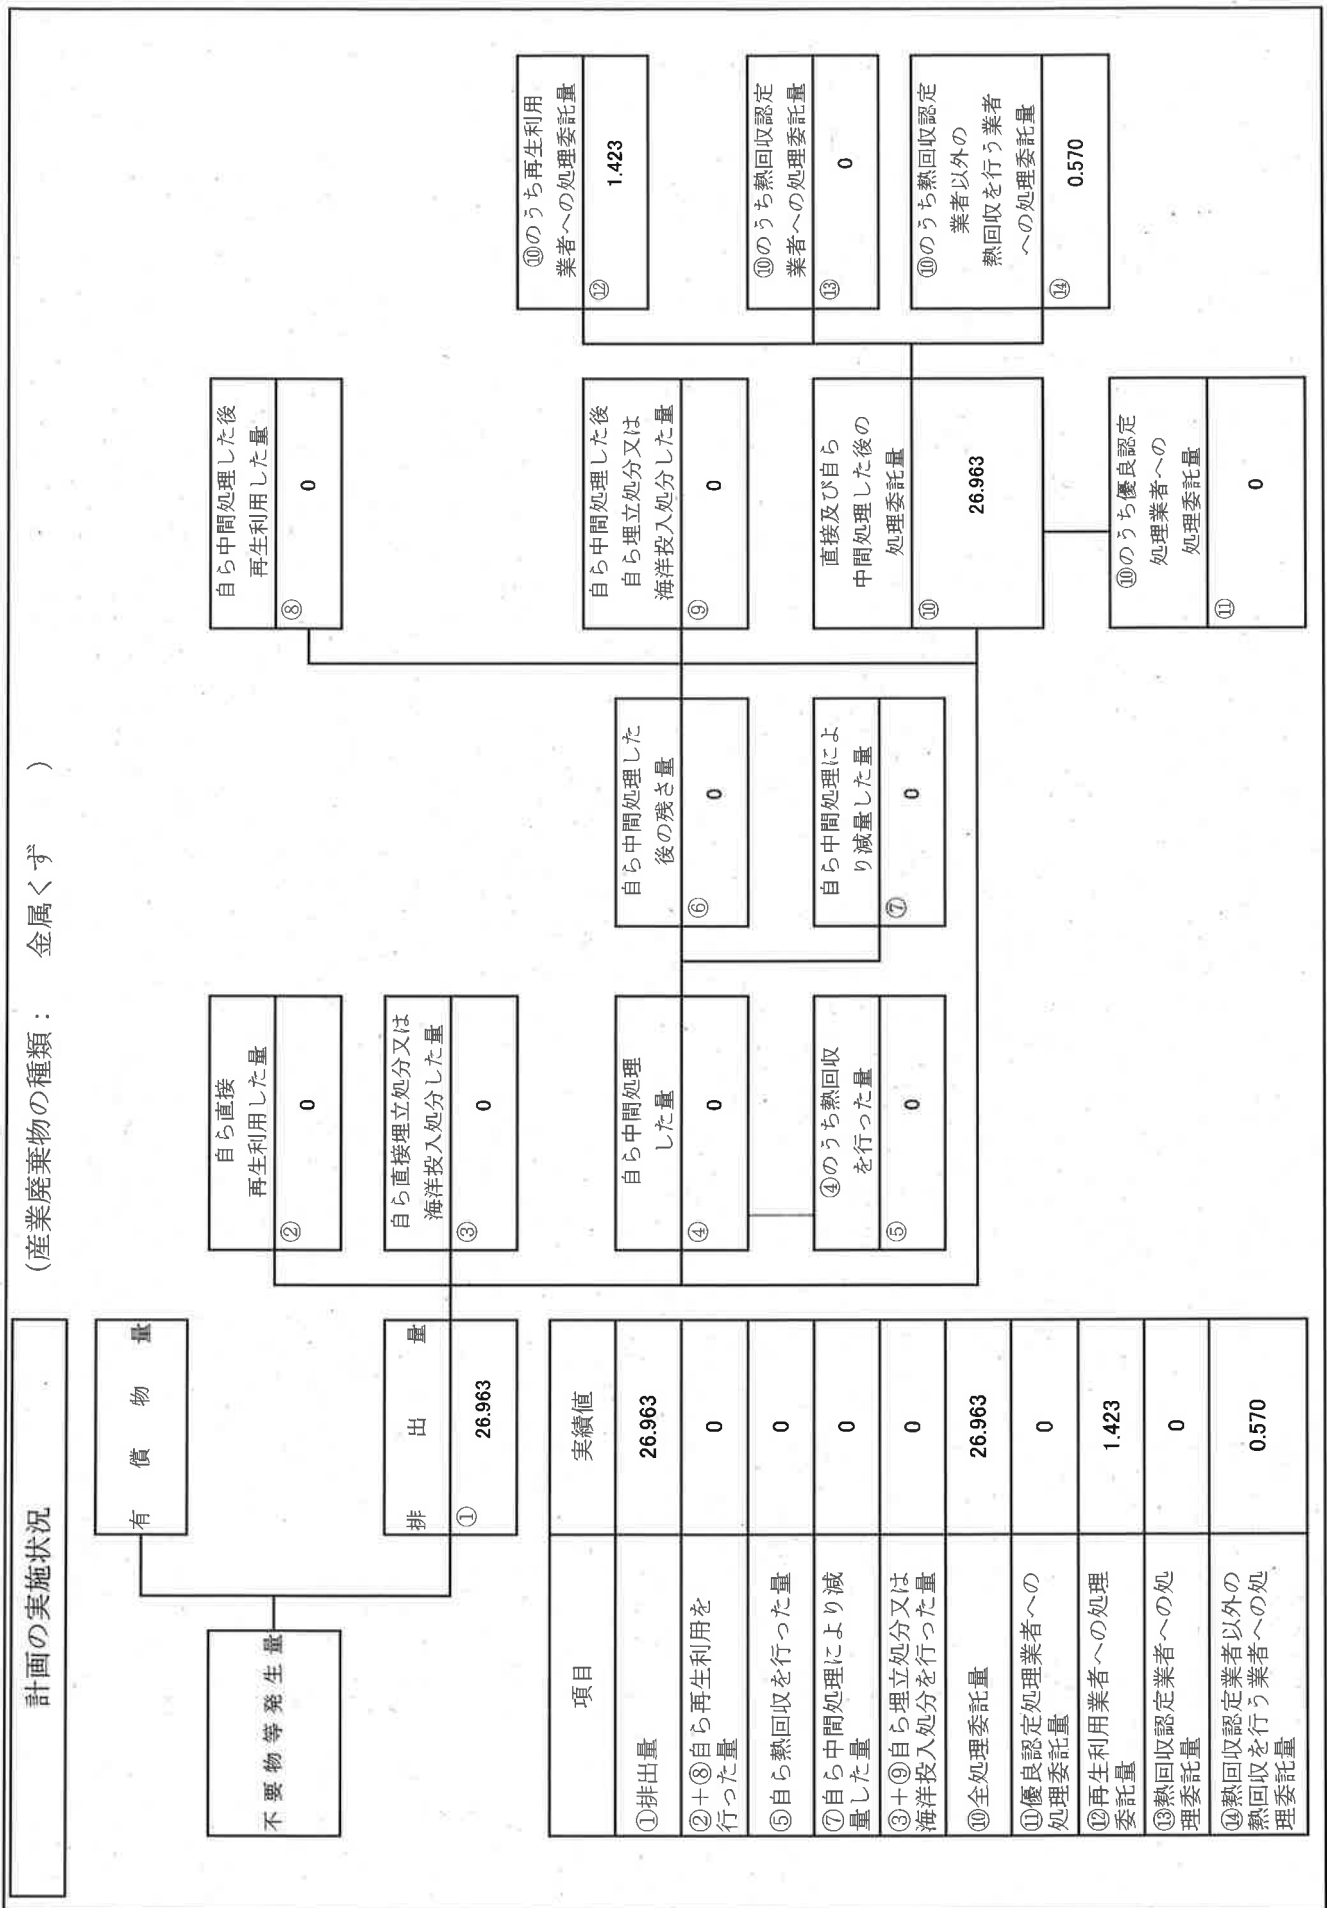 計画の実施状況
(産業廃棄物の種類： 金属くず )
不要物等発生量
有償物量
排出量
①
26.963
自ら直接
再生利用した量
②
0
自ら直接埋立処分又は
海洋投入処分した量
③
0
自ら中間処理
した量
④
0
④のうち熱回収
を行った量
⑤
0
自ら中間処理した
後の残さ量
⑥
0
自ら中間処理によ
り減量した量
⑦
0
自ら中間処理した後
再生利用した量
⑧
0
自ら中間処理した後
自ら埋立処分又は
海洋投入処分した量
⑨
0
直接及び自ら
中間処理した後の
処理委託量
⑩
26.963
⑩のうち優良認定
処理業者への
処理委託量
⑪
0
⑩のうち再生利用
業者への処理委託量
⑫
1.423
⑩のうち熱回収認定
業者への処理委託量
⑬
0
⑩のうち熱回収認定
業者以外の
熱回収を行う業者
への処理委託量
⑭
0.570
項目 実績値
①排出量 26.963
②＋⑧自ら再生利用を
行った量 0
⑤自ら熱回収を行った量 0
⑦自ら中間処理により減
量した量 0
③＋⑨自ら埋立処分又は
海洋投入処分を行った量 0
⑩全処理委託量 26.963
⑪優良認定処理業者への
処理委託量 0
⑫再生利用業者への処理
委託量 1.423
⑬熱回収認定業者への処
理委託量 0
⑭熱回収認定業者以外の
熱回収を行う業者への処
理委託量 0.570